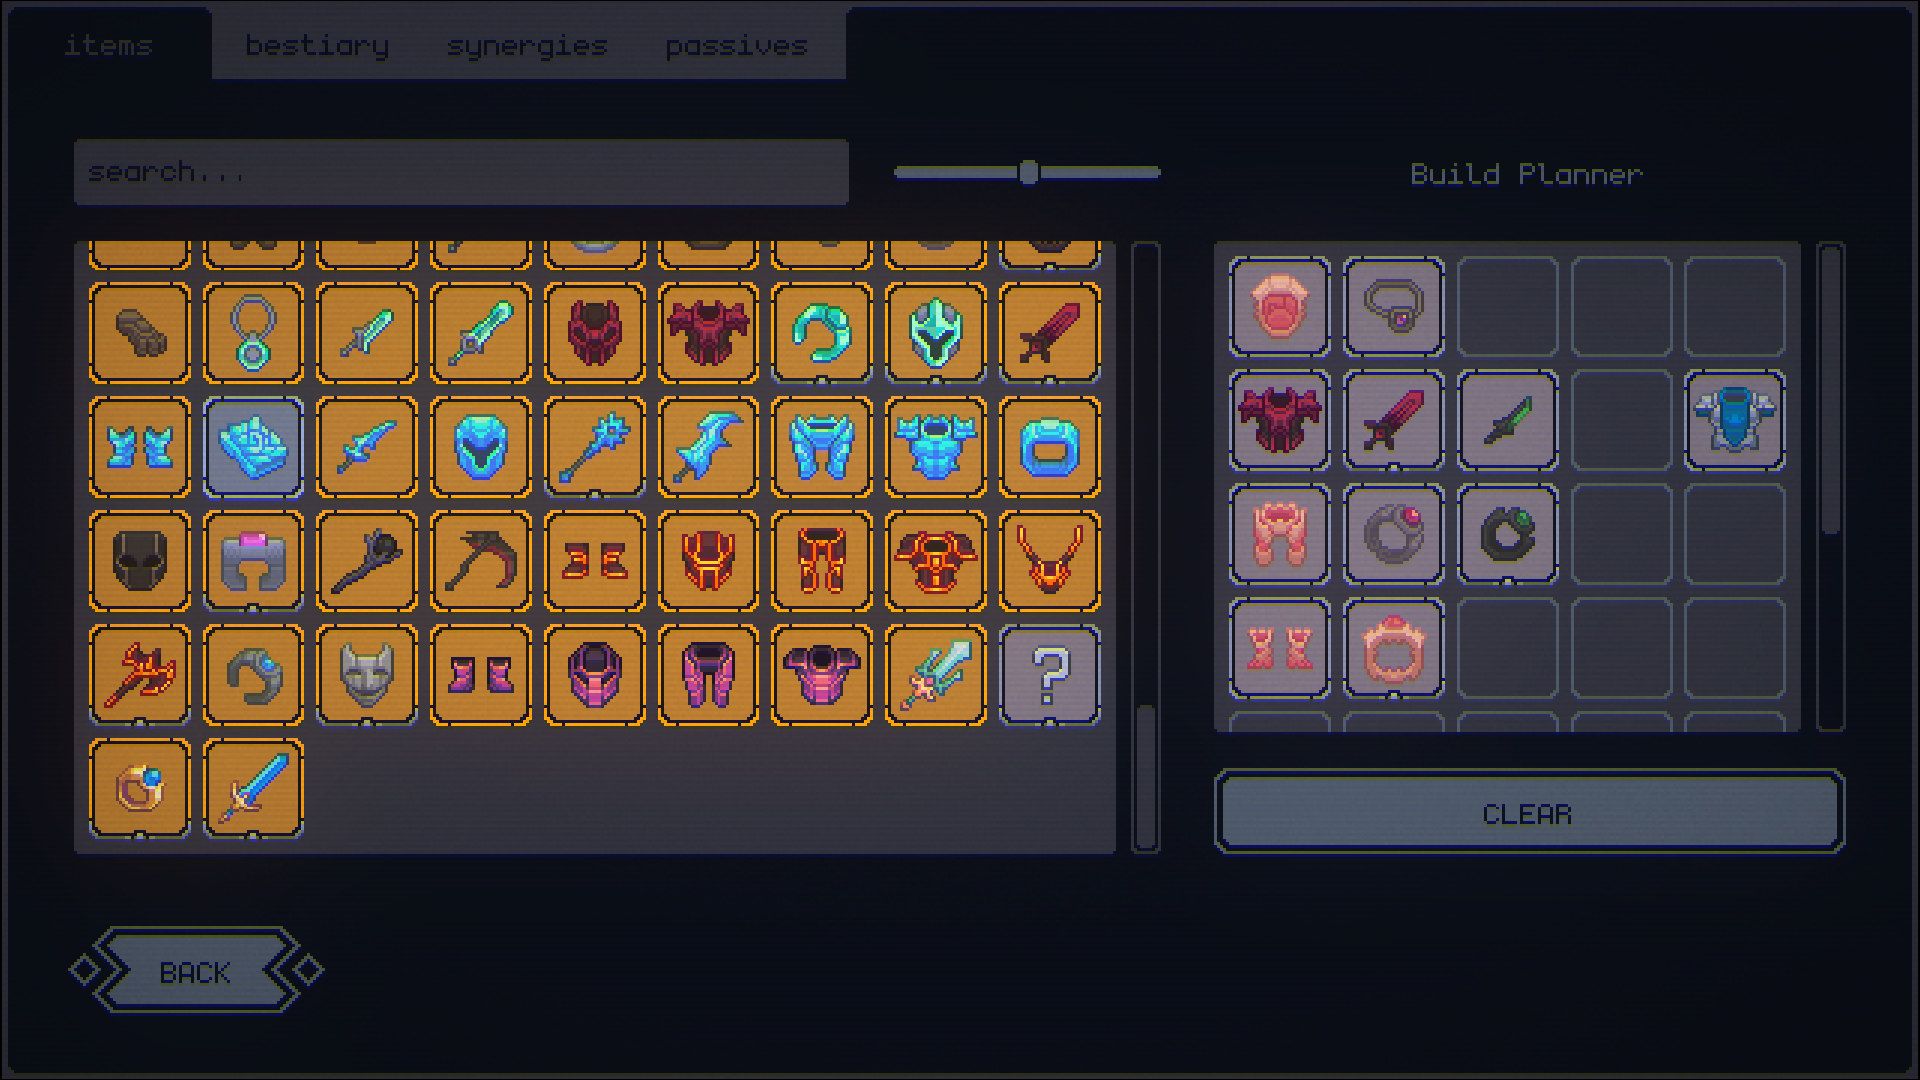 items bestiary synergies passives
search...
Build Planner
?
CLEAR
BACK